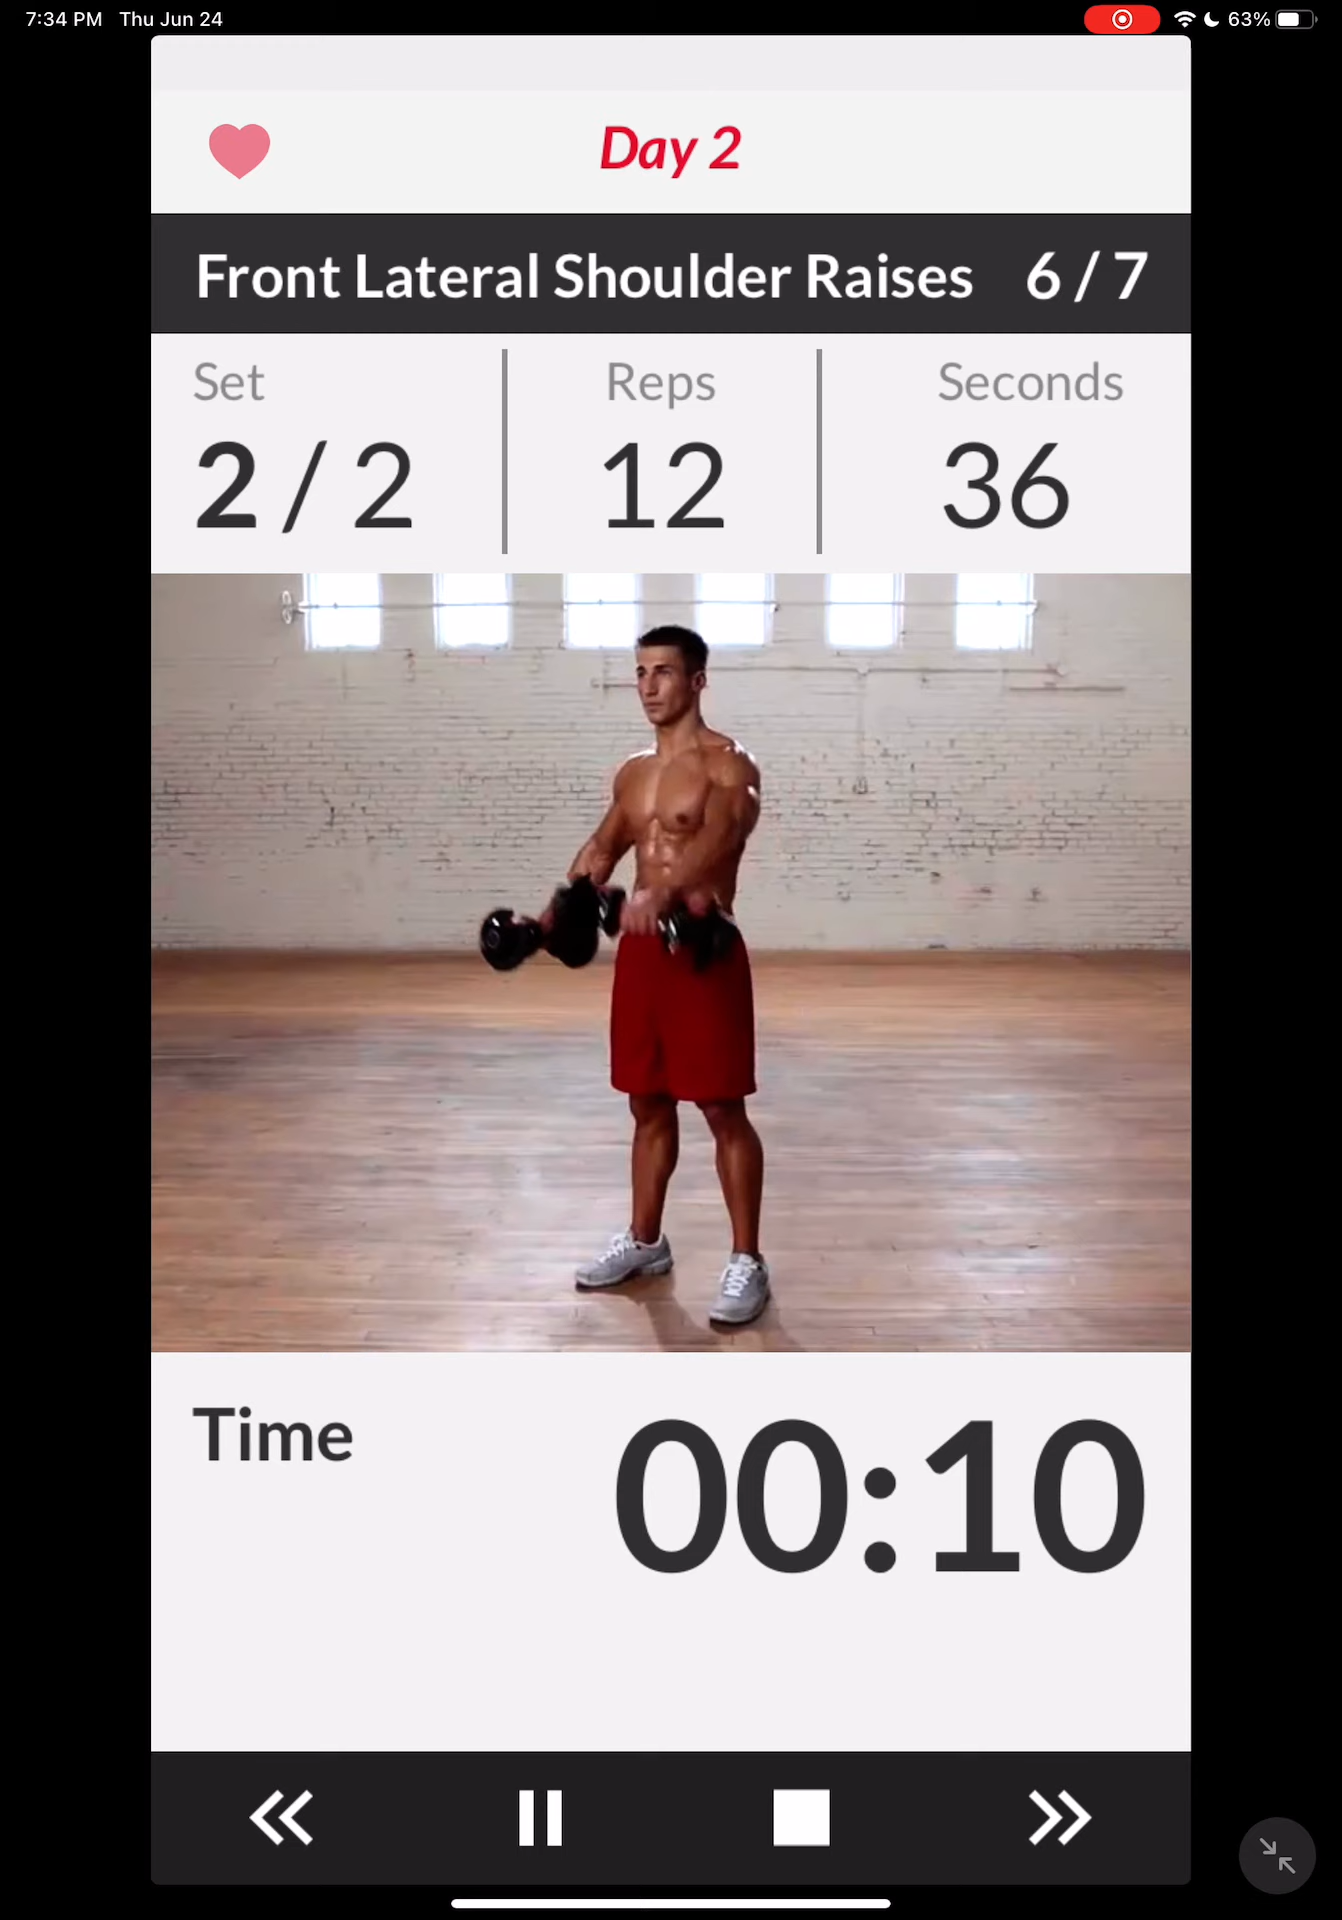 7:34 PM Thu Jun 24 63%
Day 2
Front Lateral Shoulder Raises 6 / 7
Set Reps Seconds
2 / 2 12 36
Time 00:10